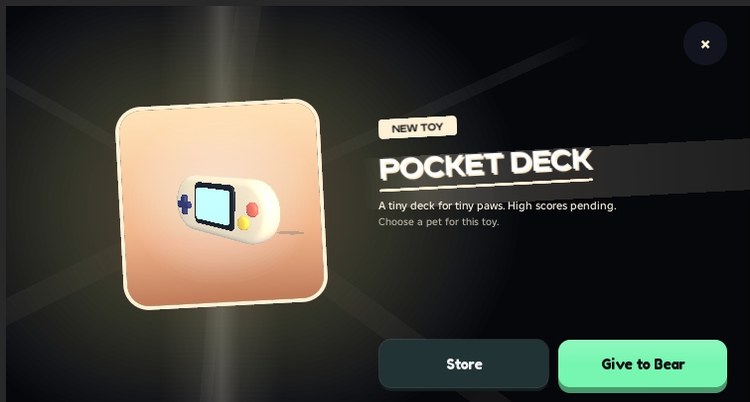 ×
NEW TOY
POCKET DECK
A tiny deck for tiny paws. High scores pending.
Choose a pet for this toy.
Store
Give to Bear